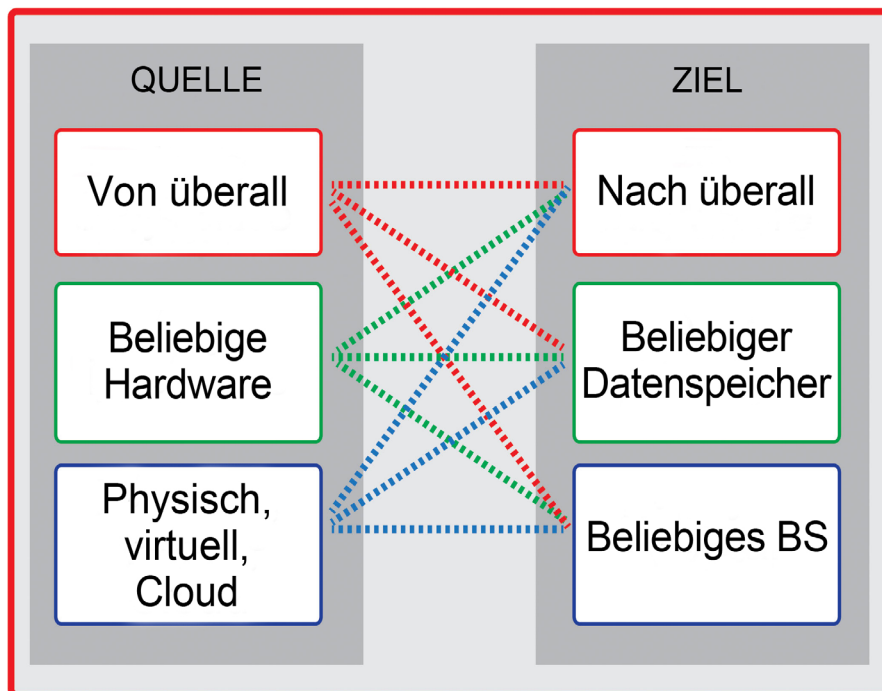 QUELLE
Von überall
Beliebige
Hardware
Physisch,
virtuell,
Cloud
ZIEL
Nach überall
Beliebiger
Datenspeicher
Beliebiges BS